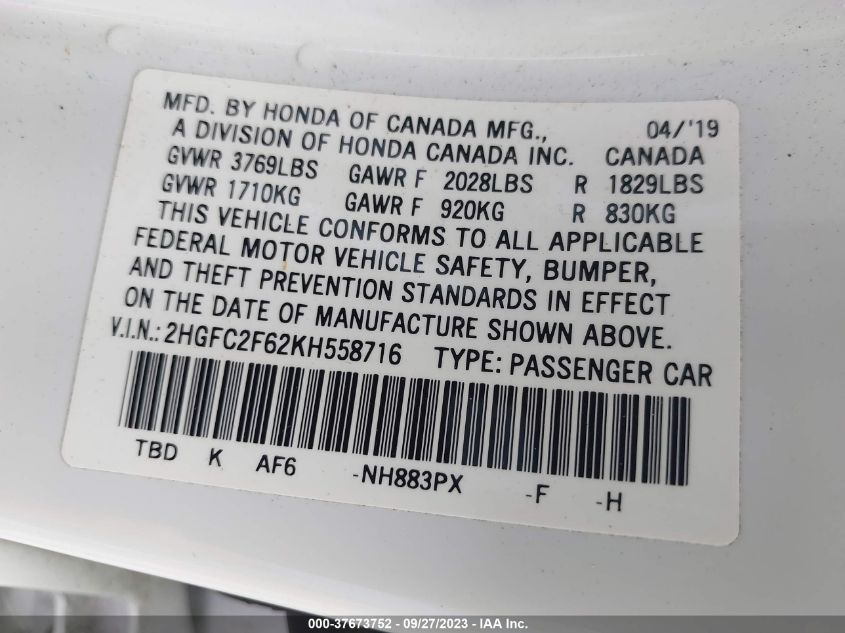 MFD. BY HONDA OF CANADA MFG., 04/'19
A DIVISION OF HONDA CANADA INC. CANADA
GVWR 3769LBS GAWR F 2028LBS R 1829LBS
GVWR 1710KG GAWR F 920KG R 830KG
THIS VEHICLE CONFORMS TO ALL APPLICABLE
FEDERAL MOTOR VEHICLE SAFETY, BUMPER,
AND THEFT PREVENTION STANDARDS IN EFFECT
ON THE DATE OF MANUFACTURE SHOWN ABOVE.
V.I.N.: 2HGFC2F62KH558716 TYPE: PASSENGER CAR
TBD K AF6 -NH883PX -F -H
100 --37673752 -- 09/27/2023 -- IAA Inc.